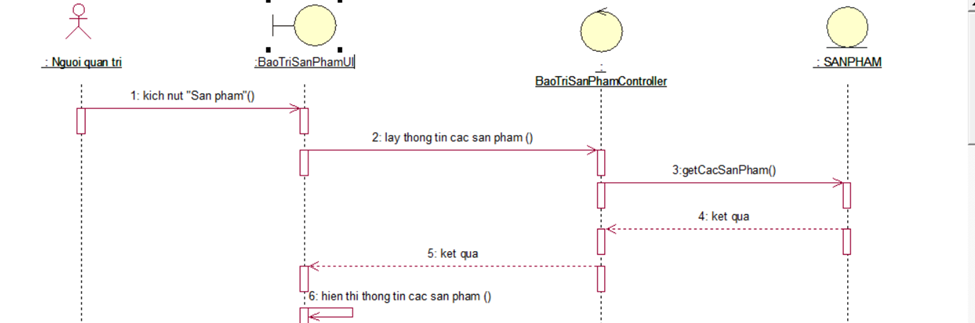 : Nguoi quan tri
:BaoTriSanPhamUI
:
BaoTriSanPhamController
: SANPHAM
1: kich nut "San pham"()
2: lay thong tin cac san pham ()
3:getCacSanPham()
4: ket qua
5: ket qua
6: hien thi thong tin cac san pham ()